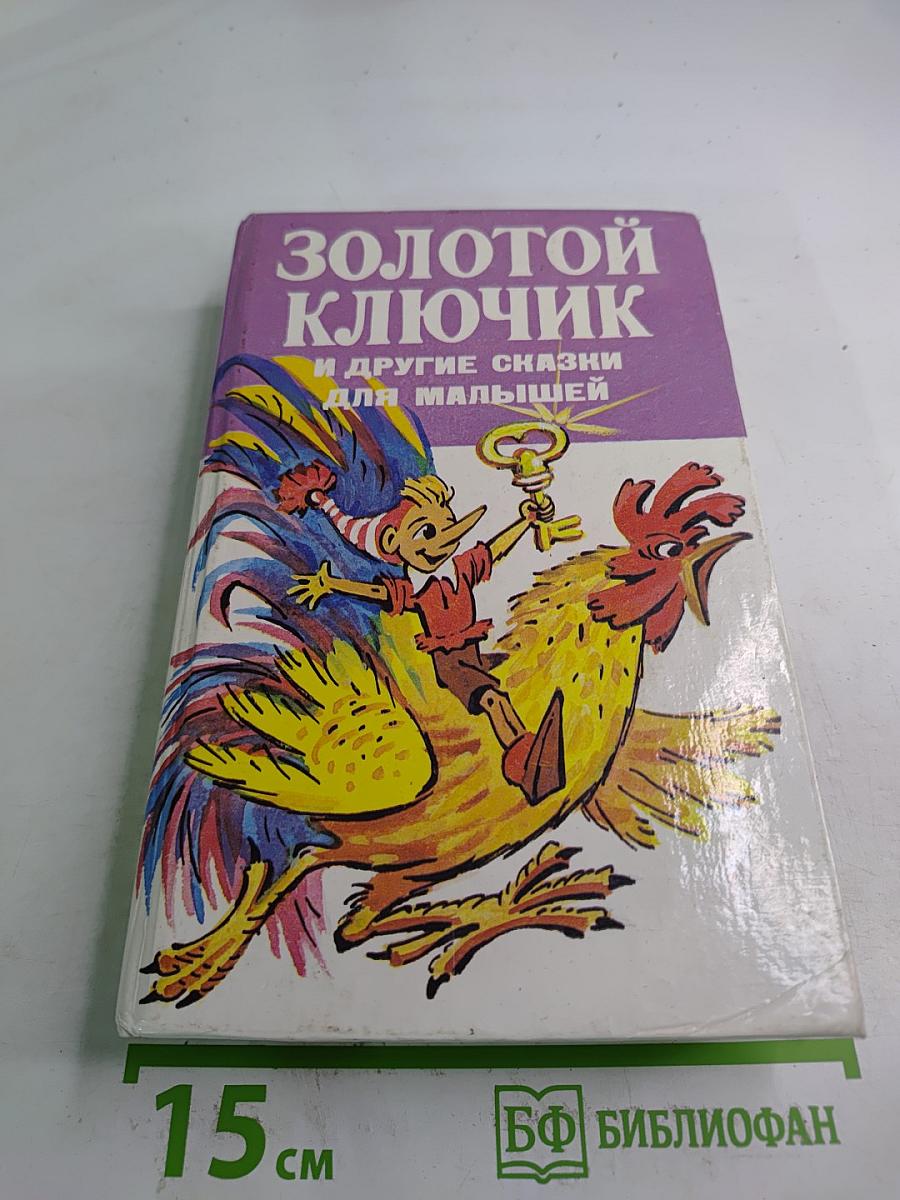 ЗОЛОТОЙ
КЛЮЧИК
И ДРУГИЕ СКАЗКИ
ДЛЯ МАЛЫШЕЙ
15 см
БФ БИБЛИОФАН